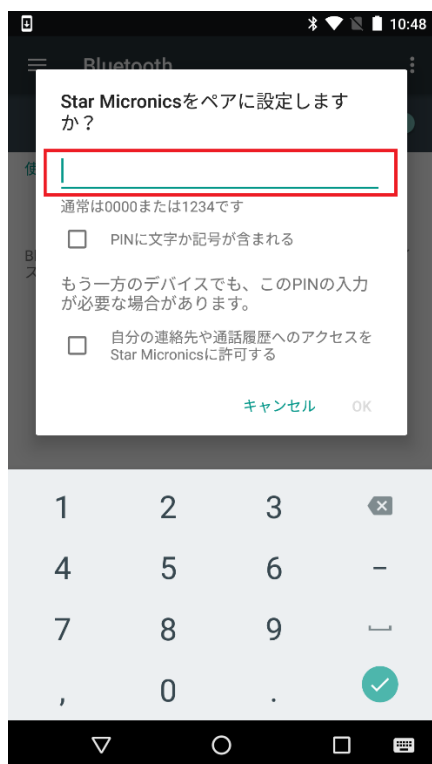 10:48
Bluetooth
Star Micronicsをペアに設定します
か？
使
通常は0000または1234です
PINに文字か記号が含まれる
B
ス
もう一方のデバイスでも、このPINの入力
が必要な場合があります。
自分の連絡先や通話履歴へのアクセスを
Star Micronicsに許可する
キャンセル OK
1 2 3
4 5 6 -
7 8 9
, 0 .